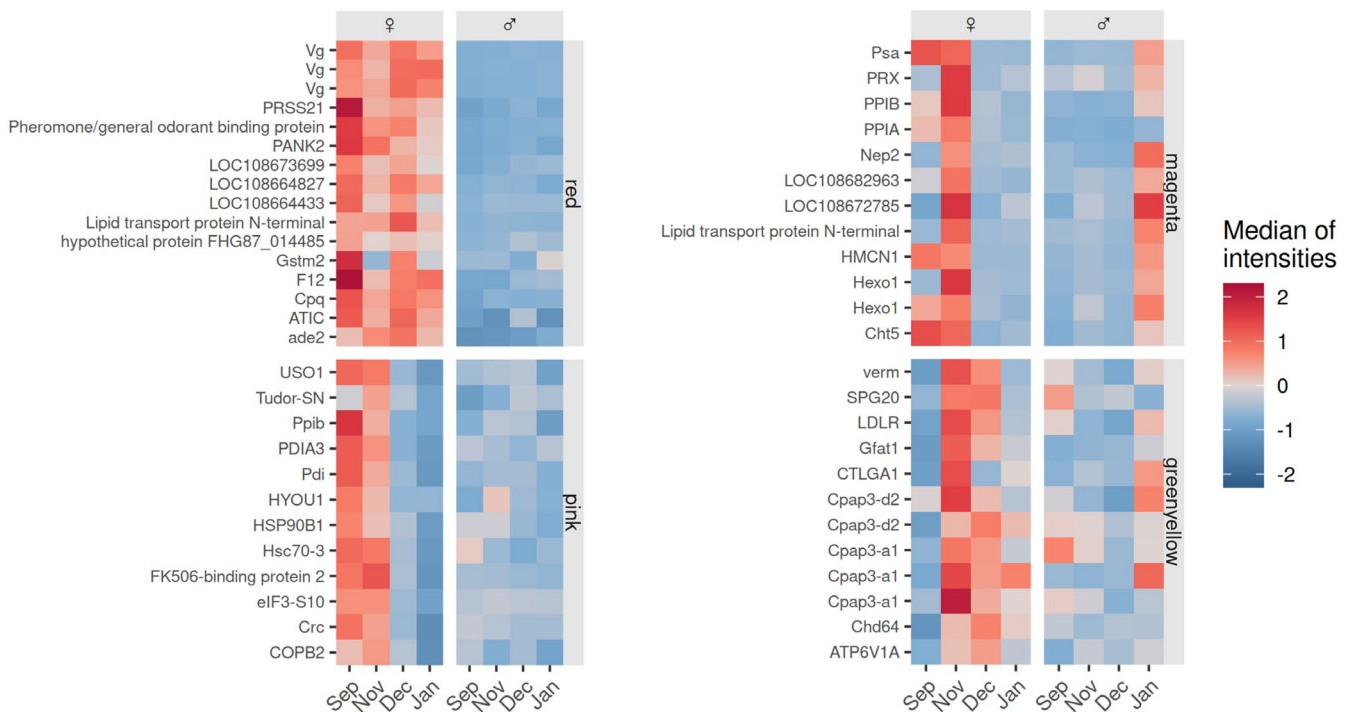 ♀ ♂
Vg
Vg
Vg
PRSS21
Pheromone/general odorant binding protein
PANK2
LOC108673699
LOC108664827
LOC108664433
Lipid transport protein N-terminal
hypothetical protein FHG87_014485
Gstm2
F12
Cpq
ATIC
ade2
red
USO1
Tudor-SN
Ppib
PDIA3
Pdi
HYOU1
HSP90B1
Hsc70-3
FK506-binding protein 2
eIF3-S10
Crc
COPB2
pink
Sep Nov Dec Jan Sep Nov Dec Jan
♀ ♂
Psa
PRX
PPIB
PPIA
Nep2
LOC108682963
LOC108672785
Lipid transport protein N-terminal
HMCN1
Hexo1
Hexo1
Cht5
magenta
verm
SPG20
LDLR
Gfat1
CTLGA1
Cpap3-d2
Cpap3-d2
Cpap3-a1
Cpap3-a1
Cpap3-a1
Chd64
ATP6V1A
greenyellow
Sep Nov Dec Jan Sep Nov Dec Jan
Median of
intensities
2
1
0
-1
-2